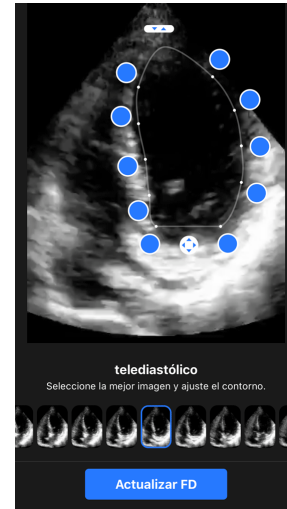 telediastólico
Seleccione la mejor imagen y ajuste el contorno.
Actualizar FD